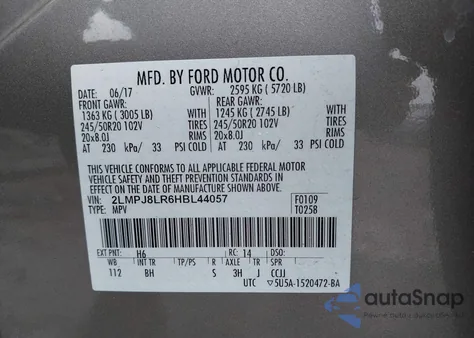 MFD. BY FORD MOTOR CO.
DATE: 06/17 GVWR: 2595 KG ( 5720 LB)
FRONT GAWR: REAR GAWR:
1363 KG ( 3005 LB) WITH 1245 KG ( 2745 LB) WITH
245/50R20 102V TIRES 245/50R20 102V TIRES
20x8.0J RIMS 20x8.0J RIMS
AT 230 kPa/ 33 PSI COLD AT 230 kPa/ 33 PSI COLD
THIS VEHICLE CONFORMS TO ALL APPLICABLE FEDERAL MOTOR
VEHICLE SAFETY AND THEFT PREVENTION STANDARDS IN EFFECT ON
THE DATE OF MANUFACTURE SHOWN ABOVE.
VIN: 2LMPJ8LR6HBL44057 F0109
TYPE: MPV T0258
EXT PNT: H6 RC: 14 DSO:
WB INT TR TP/PS R AXLE TR SPR
112 BH S 3H J CCJJ
UTC ▽5U5A-1520472-BA
autoSnap